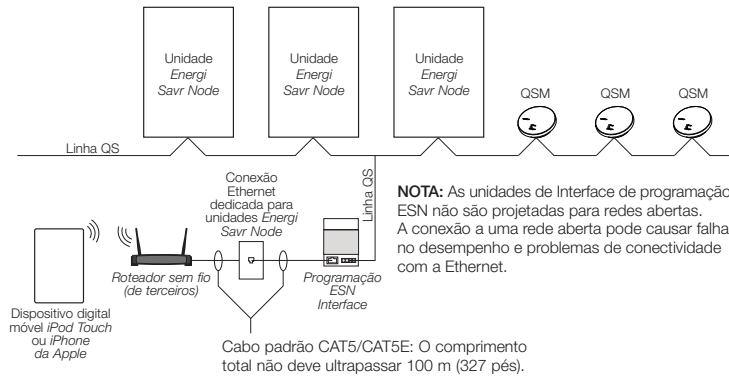 Unidade
Energi
Savr Node
Unidade
Energi
Savr Node
Unidade
Energi
Savr Node
QSM
QSM
QSM
Linha QS
Linha QS
Conexão
Ethernet
dedicada para
unidades Energi
Savr Node
NOTA: As unidades de Interface de programação
ESN não são projetadas para redes abertas.
A conexão a uma rede aberta pode causar falha
no desempenho e problemas de conectividade
com a Ethernet.
Roteador sem fio
(de terceiros)
Programação
ESN
Interface
Dispositivo digital
móvel iPod Touch
ou iPhone
da Apple
Cabo padrão CAT5/CAT5E: O comprimento
total não deve ultrapassar 100 m (327 pés).